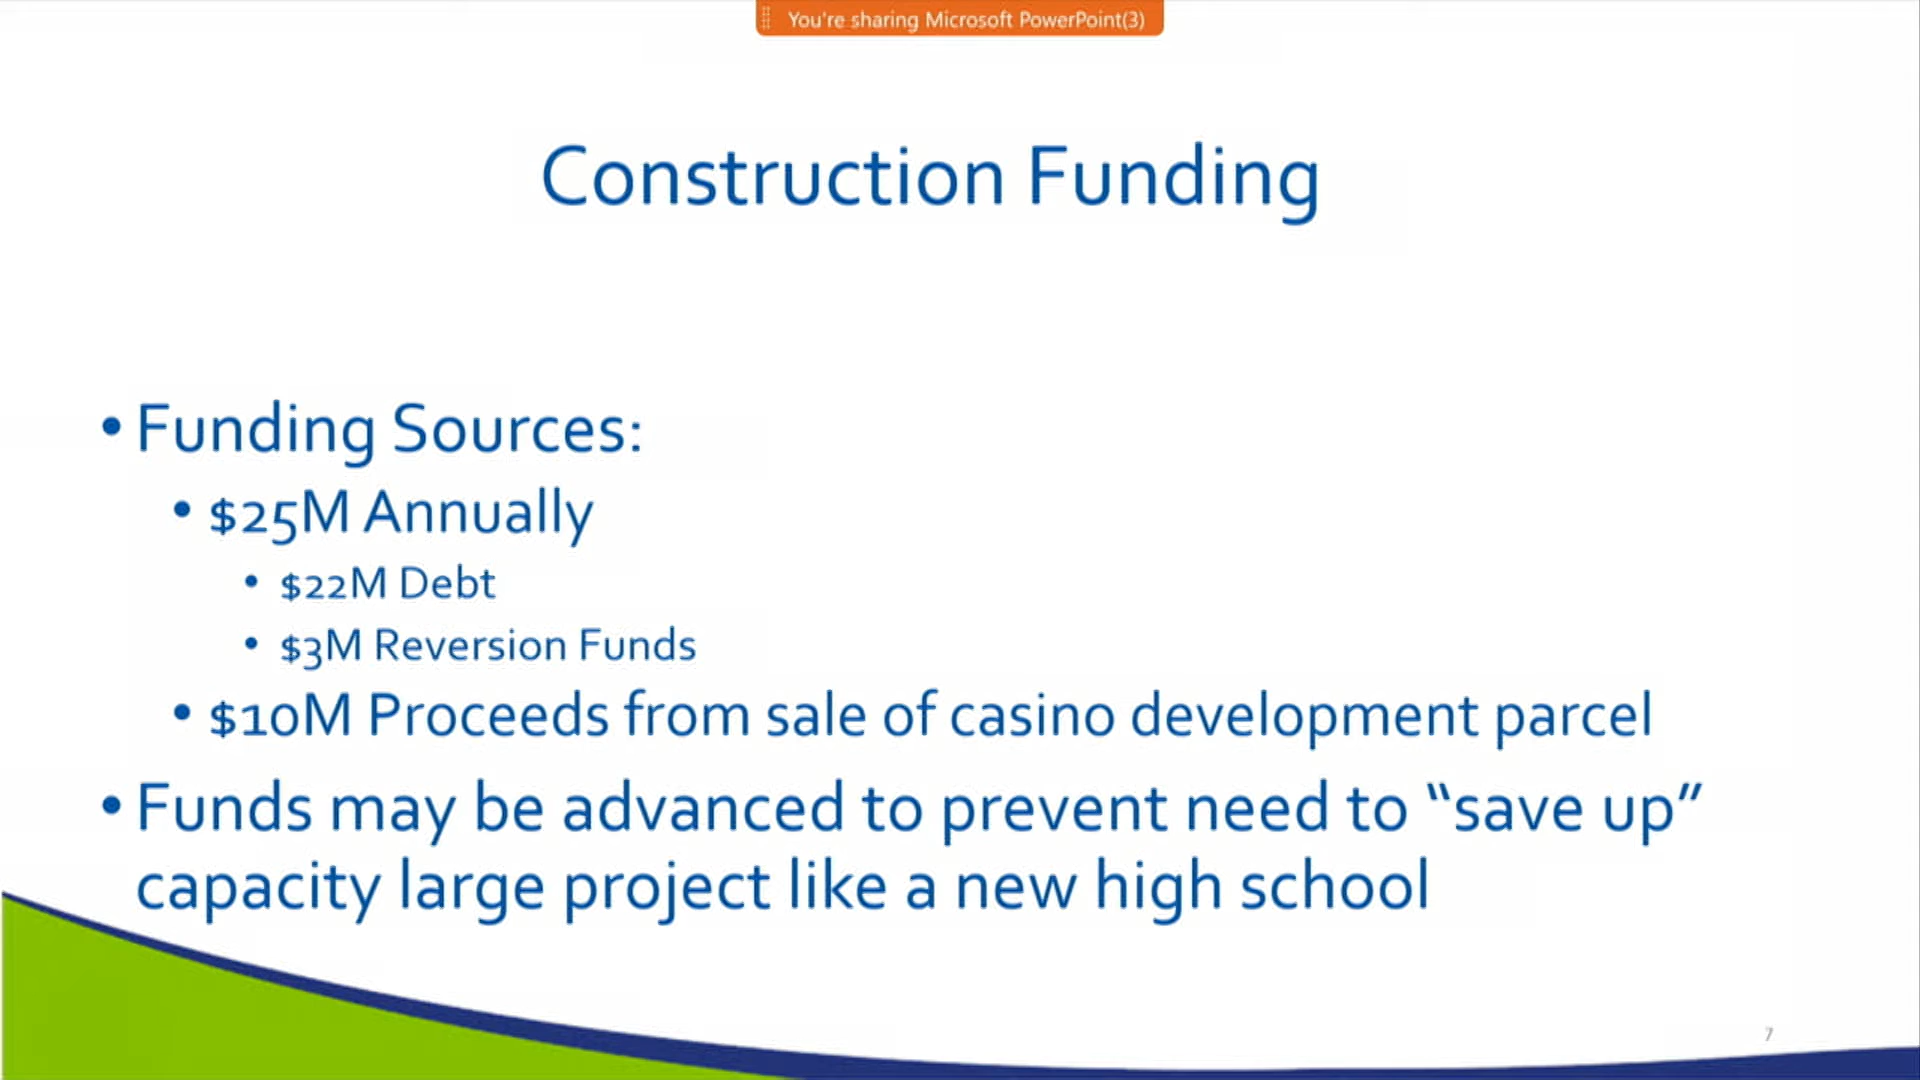 You're sharing Microsoft PowerPoint(3)
Construction Funding
• Funding Sources:
• $25M Annually
• $22M Debt
• $3M Reversion Funds
• $10M Proceeds from sale of casino development parcel
• Funds may be advanced to prevent need to “save up”
capacity large project like a new high school
7